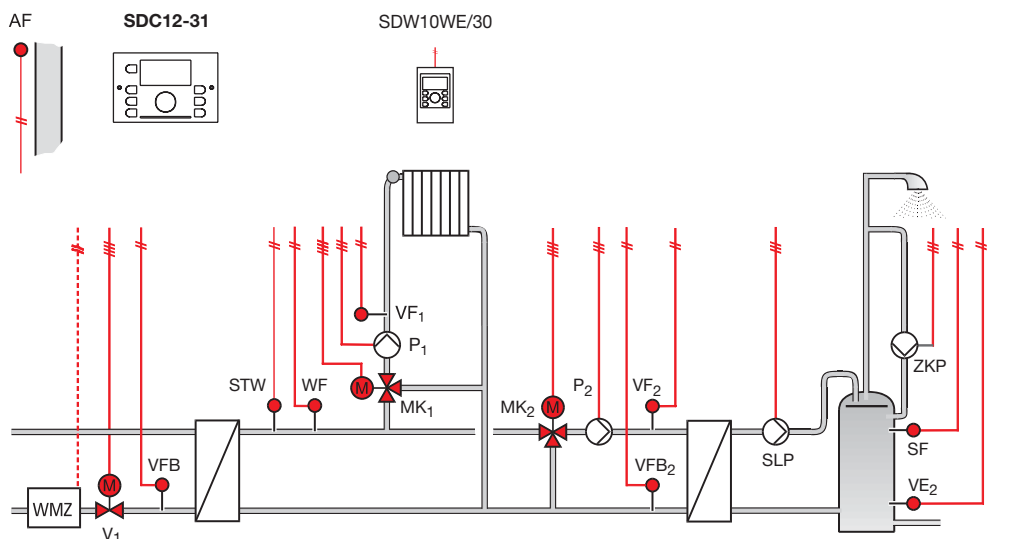 AF
SDC12-31
SDW10WE/30
VF1
P1
STW
WF
M
MK1
MK2
M
P2
VF2
ZKP
VFB
M
VFB2
SLP
SF
VE2
WMZ
V1